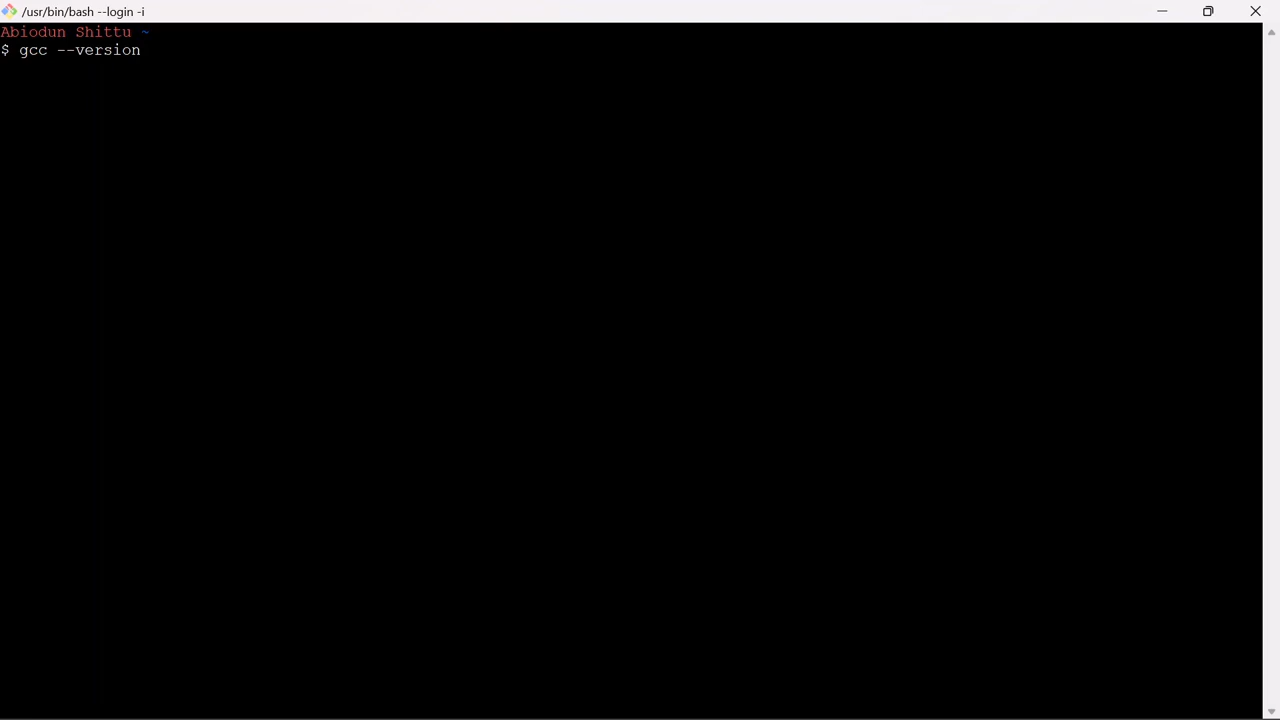 /usr/bin/bash --login -i
Abiodun Shittu ~
$ gcc --version